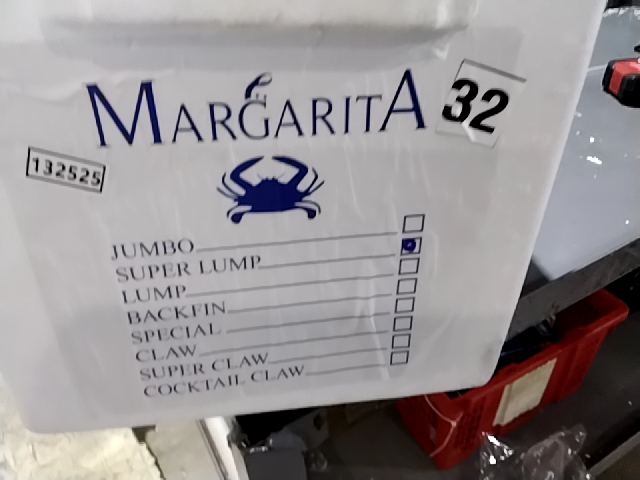 MARGARITA
32
132525
JUMBO
SUPER LUMP
LUMP
BACKFIN
SPECIAL
CLAW
SUPER CLAW
COCKTAIL CLAW